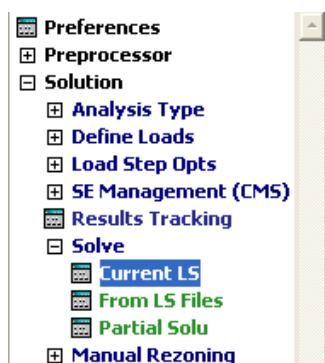 Preferences
Preprocessor
Solution
Analysis Type
Define Loads
Load Step Opts
SE Management (CMS)
Results Tracking
Solve
Current LS
From LS Files
Partial Solu
Manual Rezoning